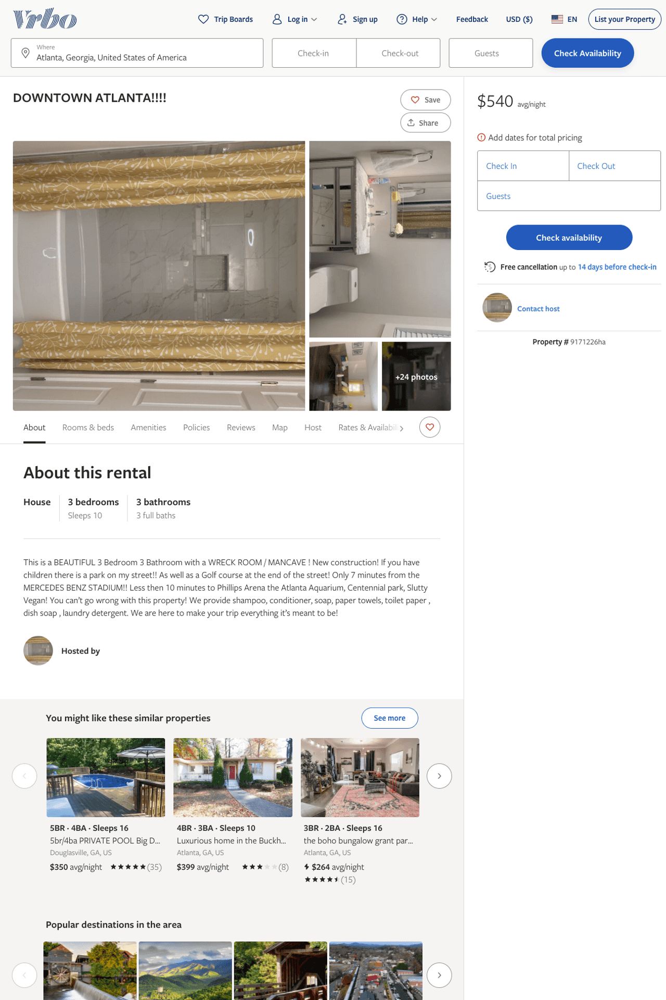 Vrbo
Trip Boards
Log in
Sign up
Help
Feedback
USD ($)
EN
List your Property
Where
Atlanta, Georgia, United States of America
Check-in
Check-out
Guests
Check Availability
DOWNTOWN ATLANTA!!!!
Save
Share
+24 photos
$540 avg/night
Add dates for total pricing
Check In
Check Out
Guests
Check availability
Free cancellation up to 14 days before check-in
Contact host
Property # 9171226ha
About
Rooms & beds
Amenities
Policies
Reviews
Map
Host
Rates & Availabili
About this rental
House
3 bedrooms
Sleeps 10
3 bathrooms
3 full baths
This is a BEAUTIFUL 3 Bedroom 3 Bathroom with a WRECK ROOM / MANCAVE ! New construction! If you have
children there is a park on my street!! As well as a Golf course at the end of the street! Only 7 minutes from the
MERCEDES BENZ STADIUM!! Less then 10 minutes to Phillips Arena the Atlanta Aquarium, Centennial park, Slutty
Vegan! You can’t go wrong with this property! We provide shampoo, conditioner, soap, paper towels, toilet paper ,
dish soap , laundry detergent. We are here to make your trip everything it’s meant to be!
Hosted by
You might like these similar properties
See more
5BR · 4BA · Sleeps 16
5br/4ba PRIVATE POOL Big D...
Douglasville, GA, US
$350 avg/night
(35)
4BR · 3BA · Sleeps 10
Luxurious home in the Buckh...
Atlanta, GA, US
$399 avg/night
(8)
3BR · 2BA · Sleeps 16
the boho bungalow grant par...
Atlanta, GA, US
$264 avg/night
(15)
Popular destinations in the area